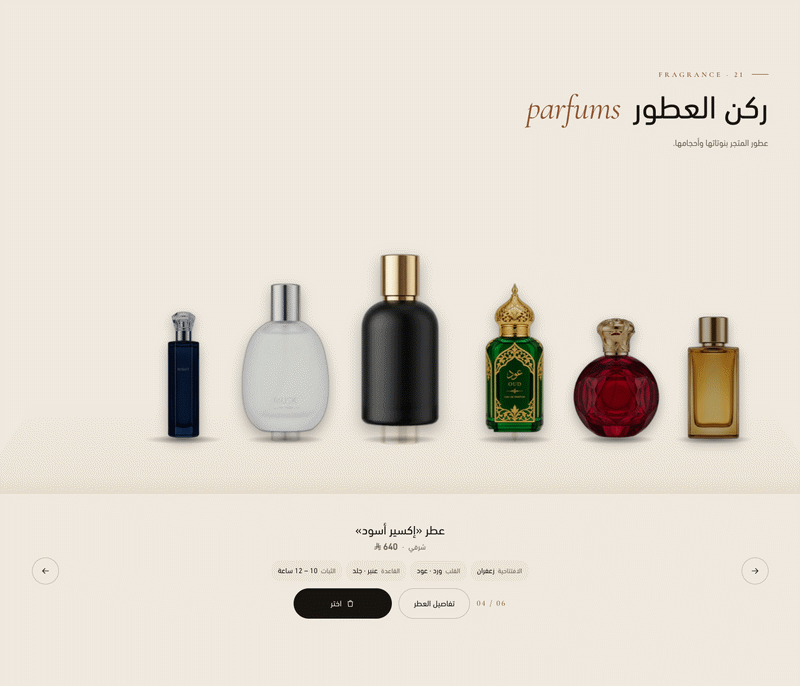 FRAGRANCE · 21
ركن العطور parfums
عطور المتجر بنوتاتها وأحجامها.
عود
OUD
عطر «إكسير أسود»
شرقي · 640
الافتتاحية زعفران
القلب ورد · عود
القاعدة عنبر · جلد
الثبات 10 – 12 ساعة
04 / 06
تفاصيل العطر
اختر